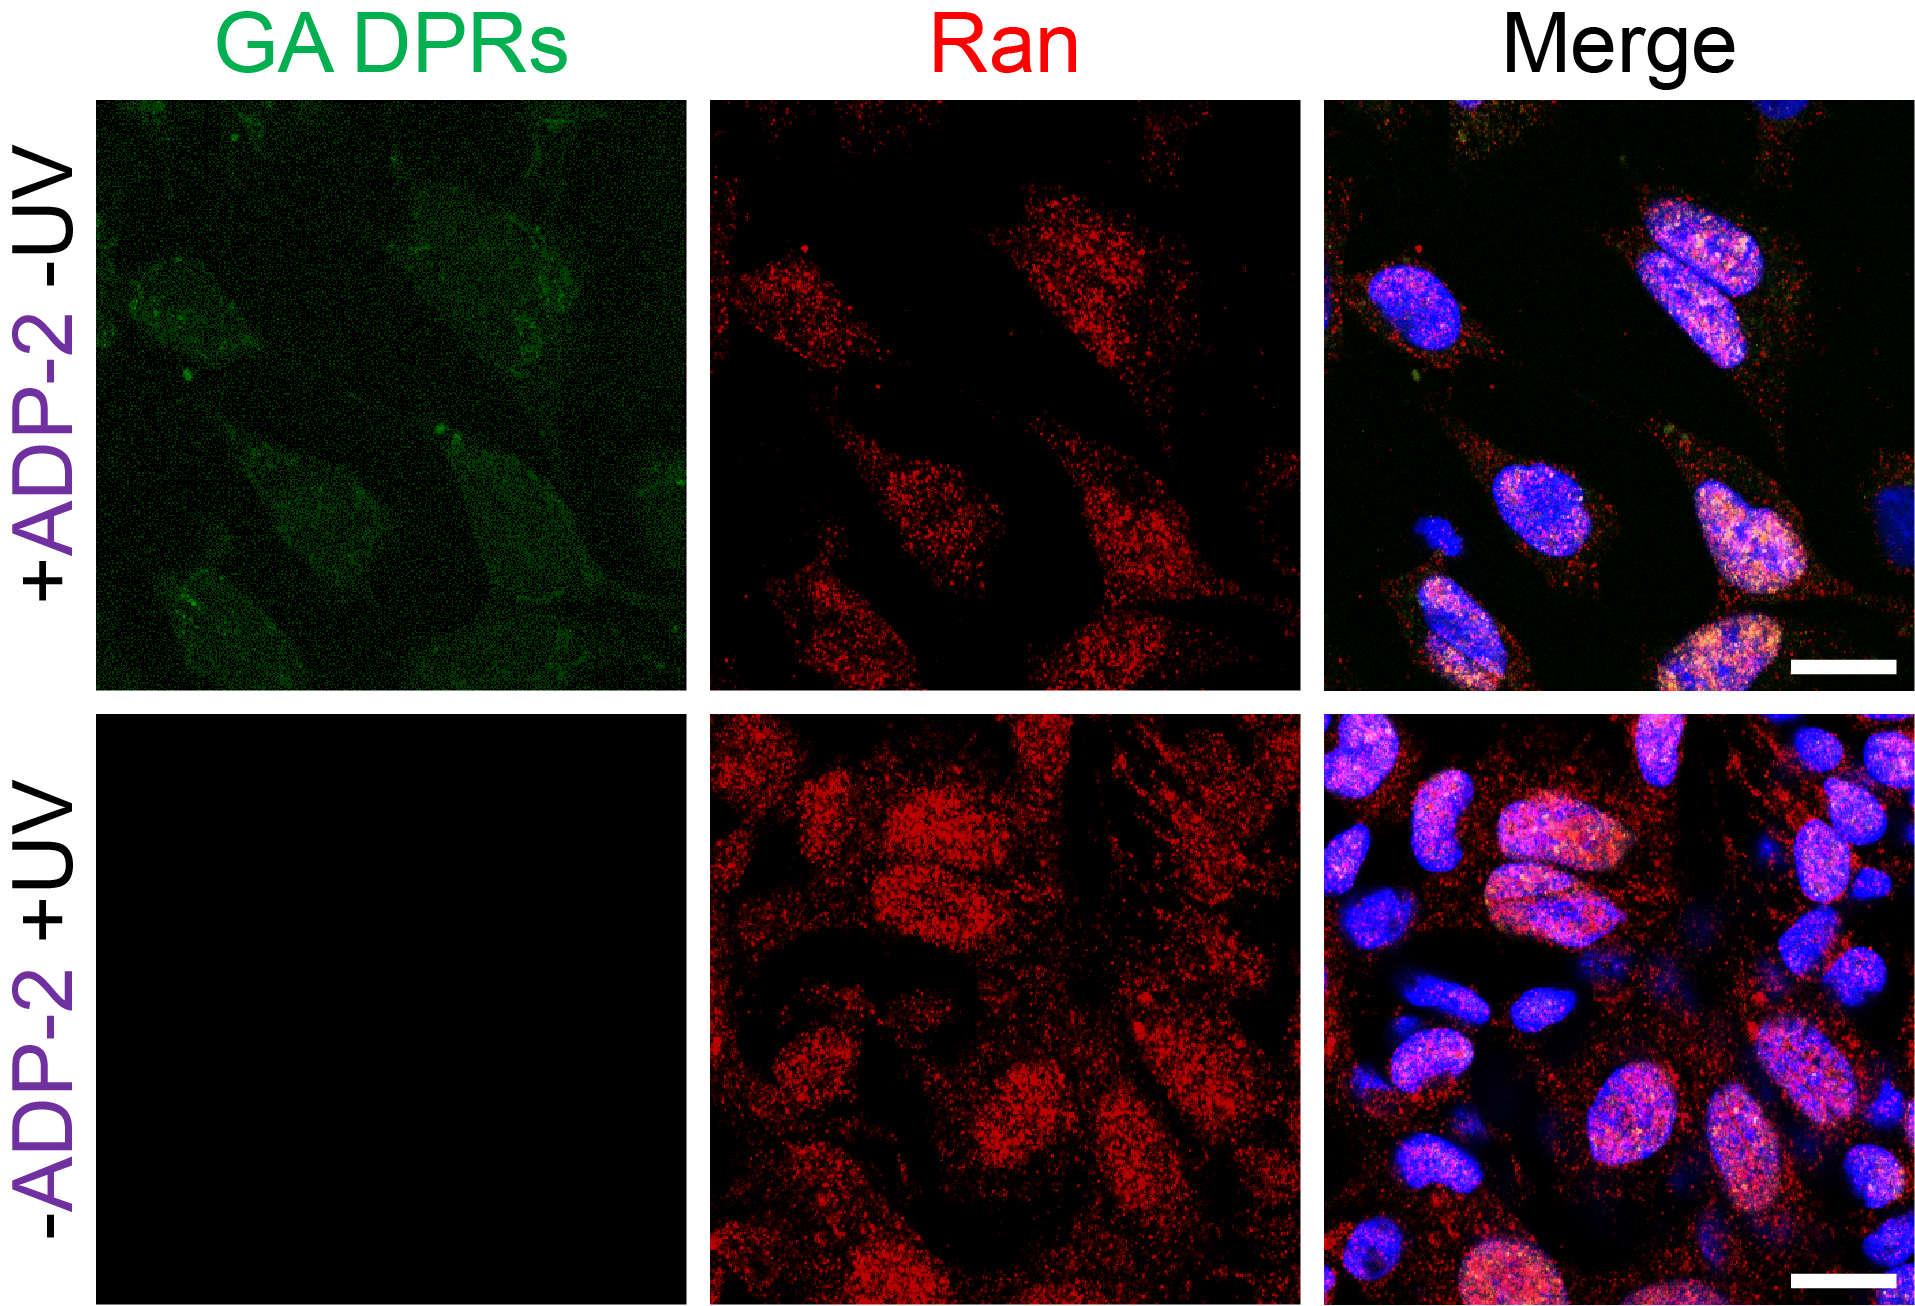 GA DPRs
Ran
Merge
+ADP-2 -UV
-ADP-2 +UV